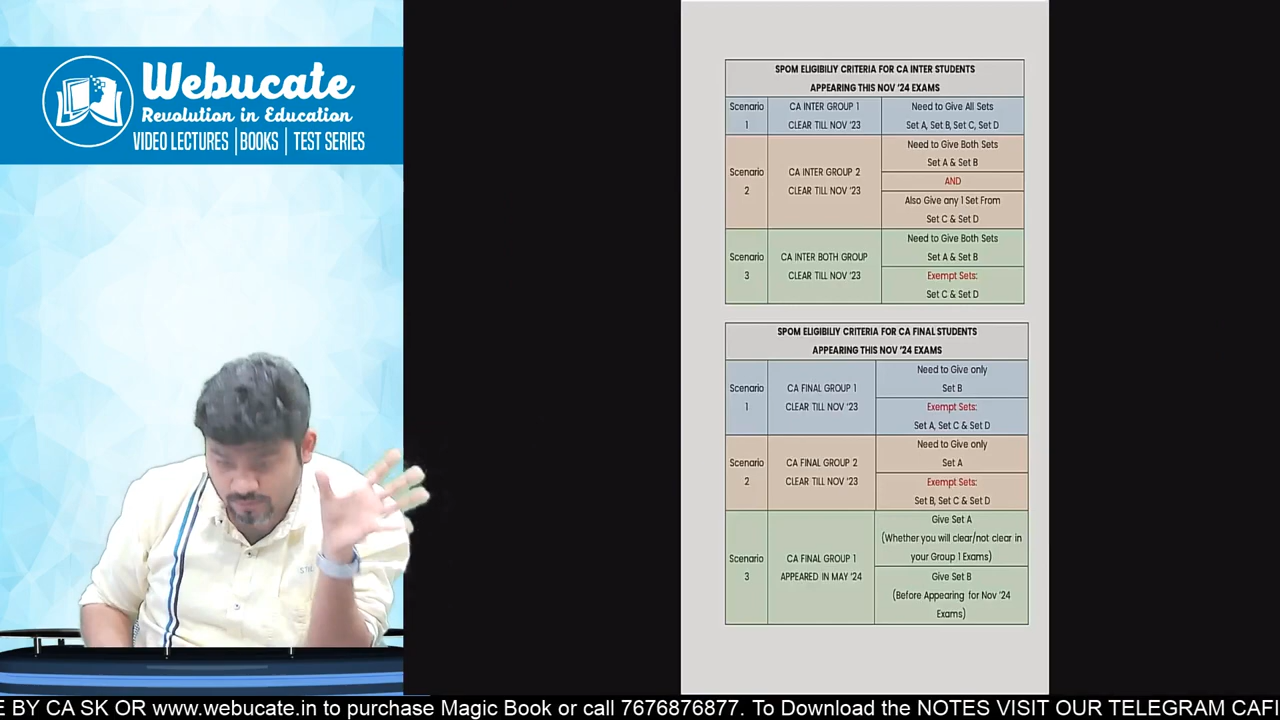 Webucate
Revolution in Education
VIDEO LECTURES | BOOKS | TEST SERIES
SPOM ELIGIBILIY CRITERIA FOR CA INTER STUDENTS
APPEARING THIS NOV '24 EXAMS
Scenario
1
CA INTER GROUP 1
CLEAR TILL NOV '23
Need to Give All Sets
Set A, Set B, Set C, Set D
Scenario
2
CA INTER GROUP 2
CLEAR TILL NOV '23
Need to Give Both Sets
Set A & Set B
AND
Also Give any 1 Set From
Set C & Set D
Scenario
3
CA INTER BOTH GROUP
CLEAR TILL NOV '23
Need to Give Both Sets
Set A & Set B
Exempt Sets:
Set C & Set D
SPOM ELIGIBILIY CRITERIA FOR CA FINAL STUDENTS
APPEARING THIS NOV '24 EXAMS
Scenario
1
CA FINAL GROUP 1
CLEAR TILL NOV '23
Need to Give only
Set B
Exempt Sets:
Set A, Set C & Set D
Scenario
2
CA FINAL GROUP 2
CLEAR TILL NOV '23
Need to Give only
Set A
Exempt Sets:
Set B, Set C & Set D
Scenario
3
CA FINAL GROUP 1
APPEARED IN MAY '24
Give Set A
(Whether you will clear/not clear in
your Group 1 Exams)
Give Set B
(Before Appearing for Nov '24
Exams)
E BY CA SK OR www.webucate.in to purchase Magic Book or call 7676876877. To Download the NOTES VISIT OUR TELEGRAM CAFI